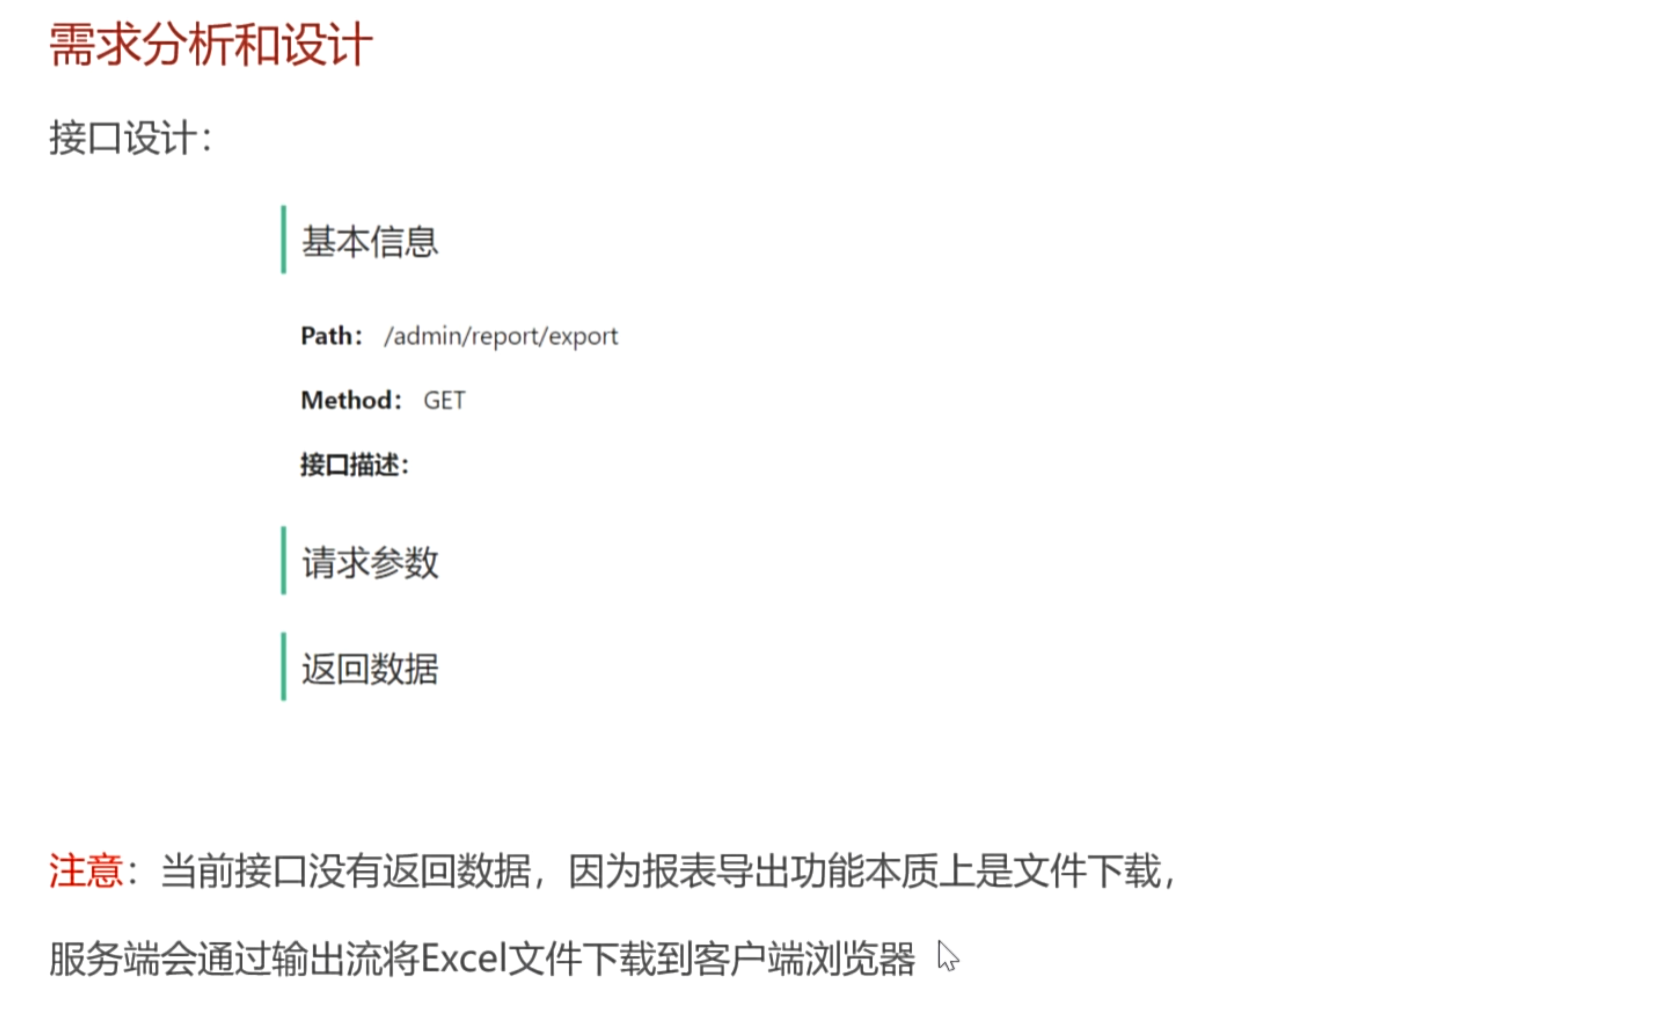 需求分析和设计
接口设计：
基本信息
Path： /admin/report/export
Method： GET
接口描述：
请求参数
返回数据
注意：当前接口没有返回数据，因为报表导出功能本质上是文件下载，
服务端会通过输出流将Excel文件下载到客户端浏览器